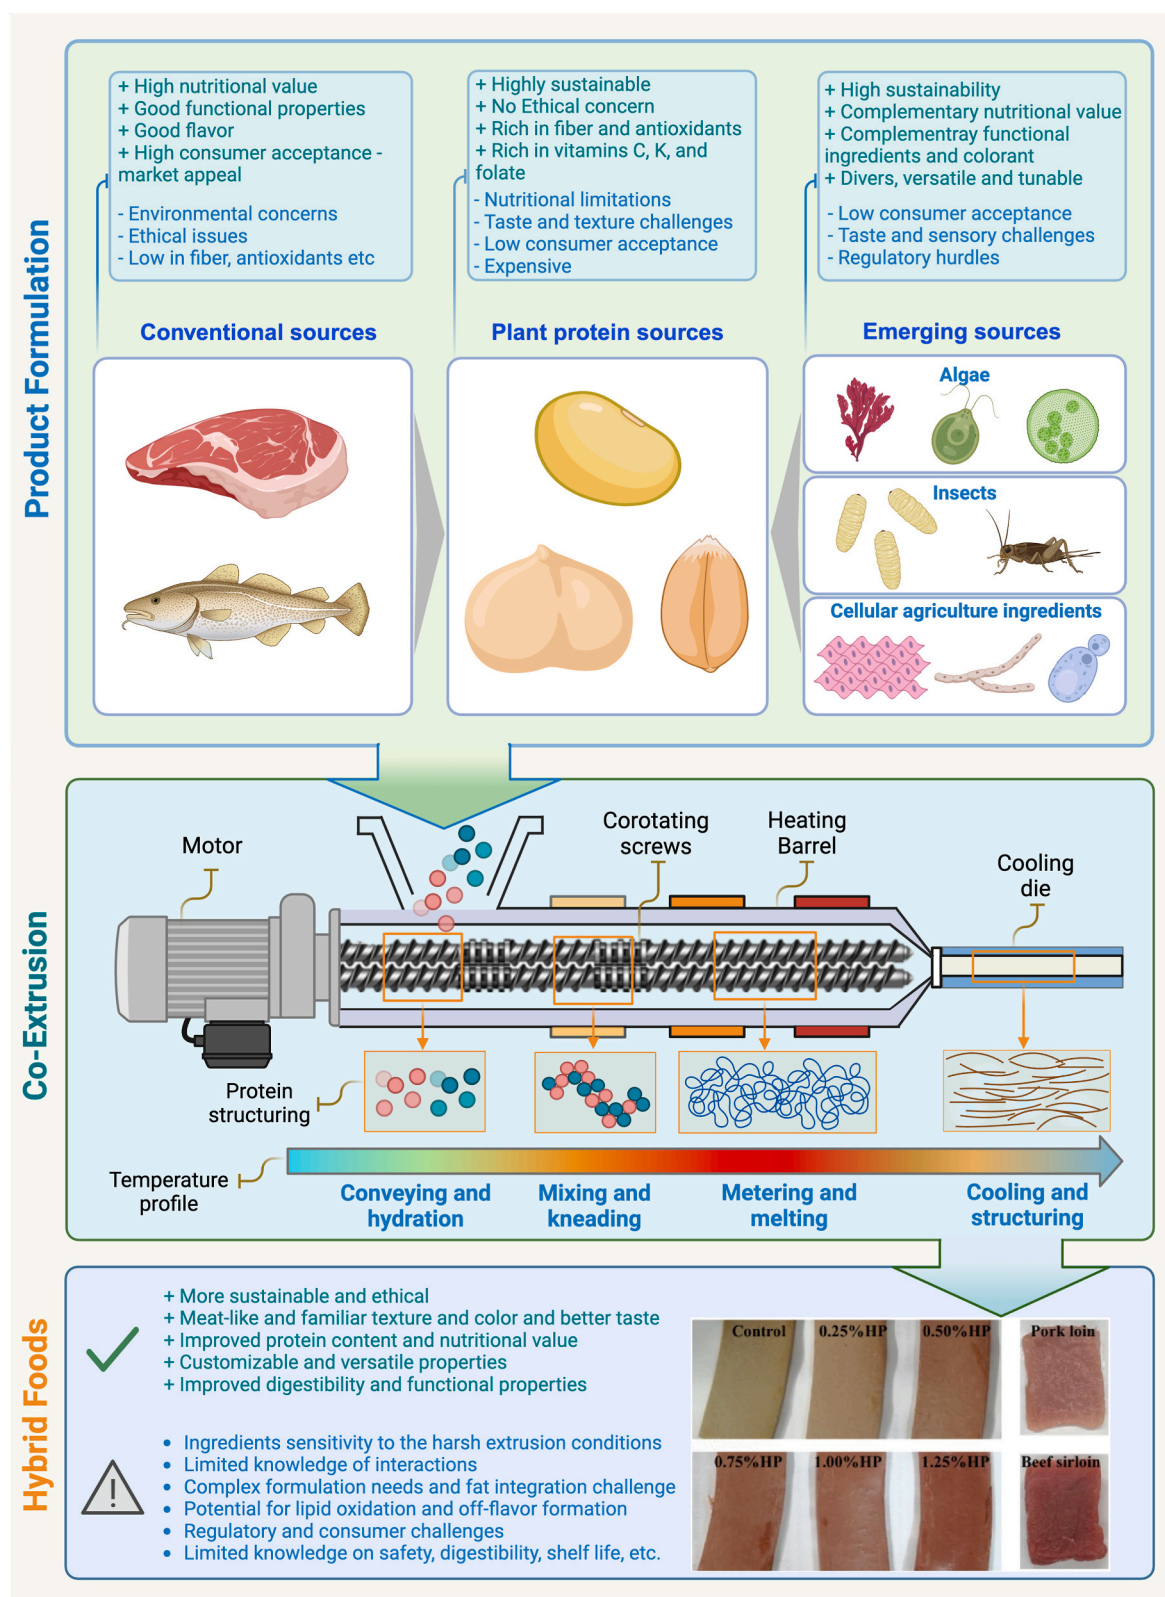 Product Formulation
+ High nutritional value
+ Good functional properties
+ Good flavor
+ High consumer acceptance -
market appeal
- Environmental concerns
- Ethical issues
- Low in fiber, antioxidants etc
+ Highly sustainable
+ No Ethical concern
+ Rich in fiber and antioxidants
+ Rich in vitamins C, K, and
folate
- Nutritional limitations
- Taste and texture challenges
- Low consumer acceptance
- Expensive
+ High sustainability
+ Complementary nutritional value
+ Complementray functional
ingredients and colorant
+ Divers, versatile and tunable
- Low consumer acceptance
- Taste and sensory challenges
- Regulatory hurdles
Conventional sources
Plant protein sources
Emerging sources
Algae
Insects
Cellular agriculture ingredients
Co-Extrusion
Motor
Corotating
screws
Heating
Barrel
Cooling
die
Protein
structuring
Temperature
profile
Conveying and
hydration
Mixing and
kneading
Metering and
melting
Cooling and
structuring
Hybrid Foods
+ More sustainable and ethical
+ Meat-like and familiar texture and color and better taste
+ Improved protein content and nutritional value
+ Customizable and versatile properties
+ Improved digestibility and functional properties
• Ingredients sensitivity to the harsh extrusion conditions
• Limited knowledge of interactions
• Complex formulation needs and fat integration challenge
• Potential for lipid oxidation and off-flavor formation
• Regulatory and consumer challenges
• Limited knowledge on safety, digestibility, shelf life, etc.
Control
0.25%HP
0.50%HP
Pork loin
0.75%HP
1.00%HP
1.25%HP
Beef sirloin